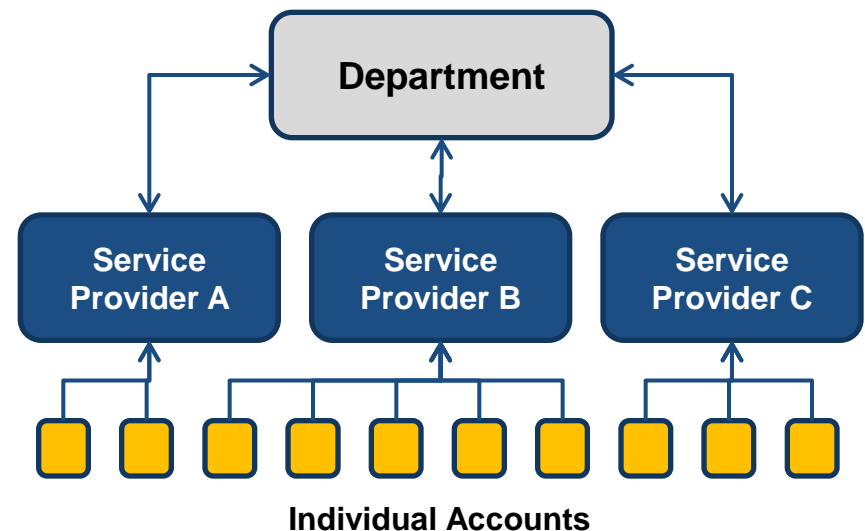 Department
Service
Provider A
Service
Provider B
Service
Provider C
Individual Accounts